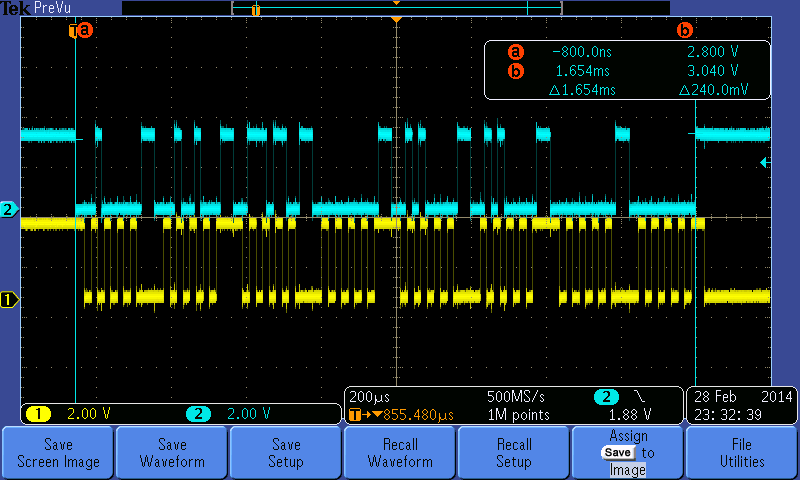 Tek PreVu
T a b
a -800.0ns 2.800 V
b 1.654ms 3.040 V
△1.654ms △240.0mV
2
1
200µs 500MS/s 2 28 Feb 2014
1 2.00 V 2 2.00 V T→▼855.480µs 1M points 1.88 V 23:32:39
Save Screen Image
Save Waveform
Save Setup
Recall Waveform
Recall Setup
Assign Save to Image
File Utilities